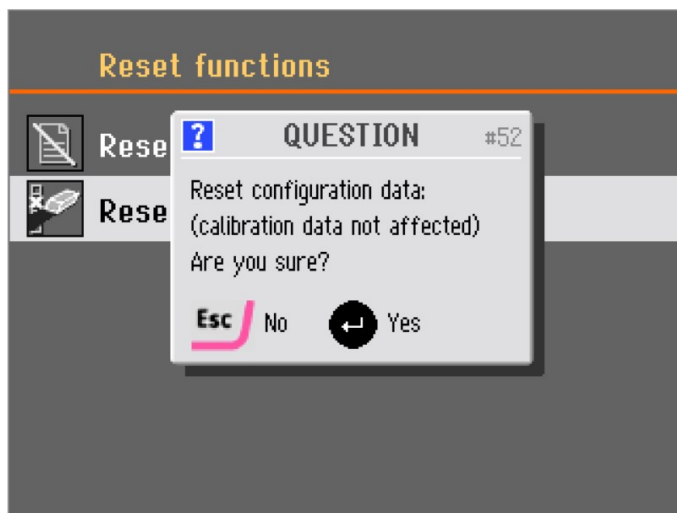 Reset functions
Rese
QUESTION #52
Rese
Reset configuration data:
(calibration data not affected)
Are you sure?
Esc No Yes